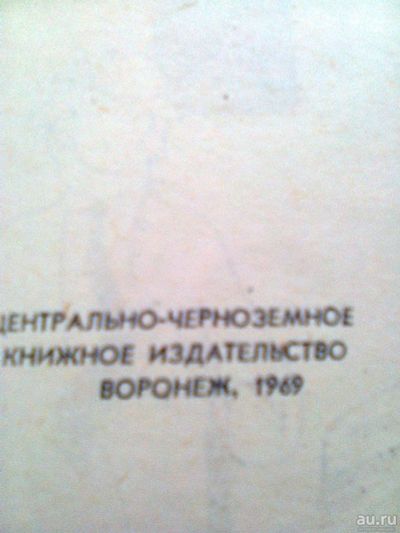 ЦЕНТРАЛЬНО-ЧЕРНОЗЕМНОЕ
КНИЖНОЕ ИЗДАТЕЛЬСТВО
ВОРОНЕЖ, 1969
au.ru